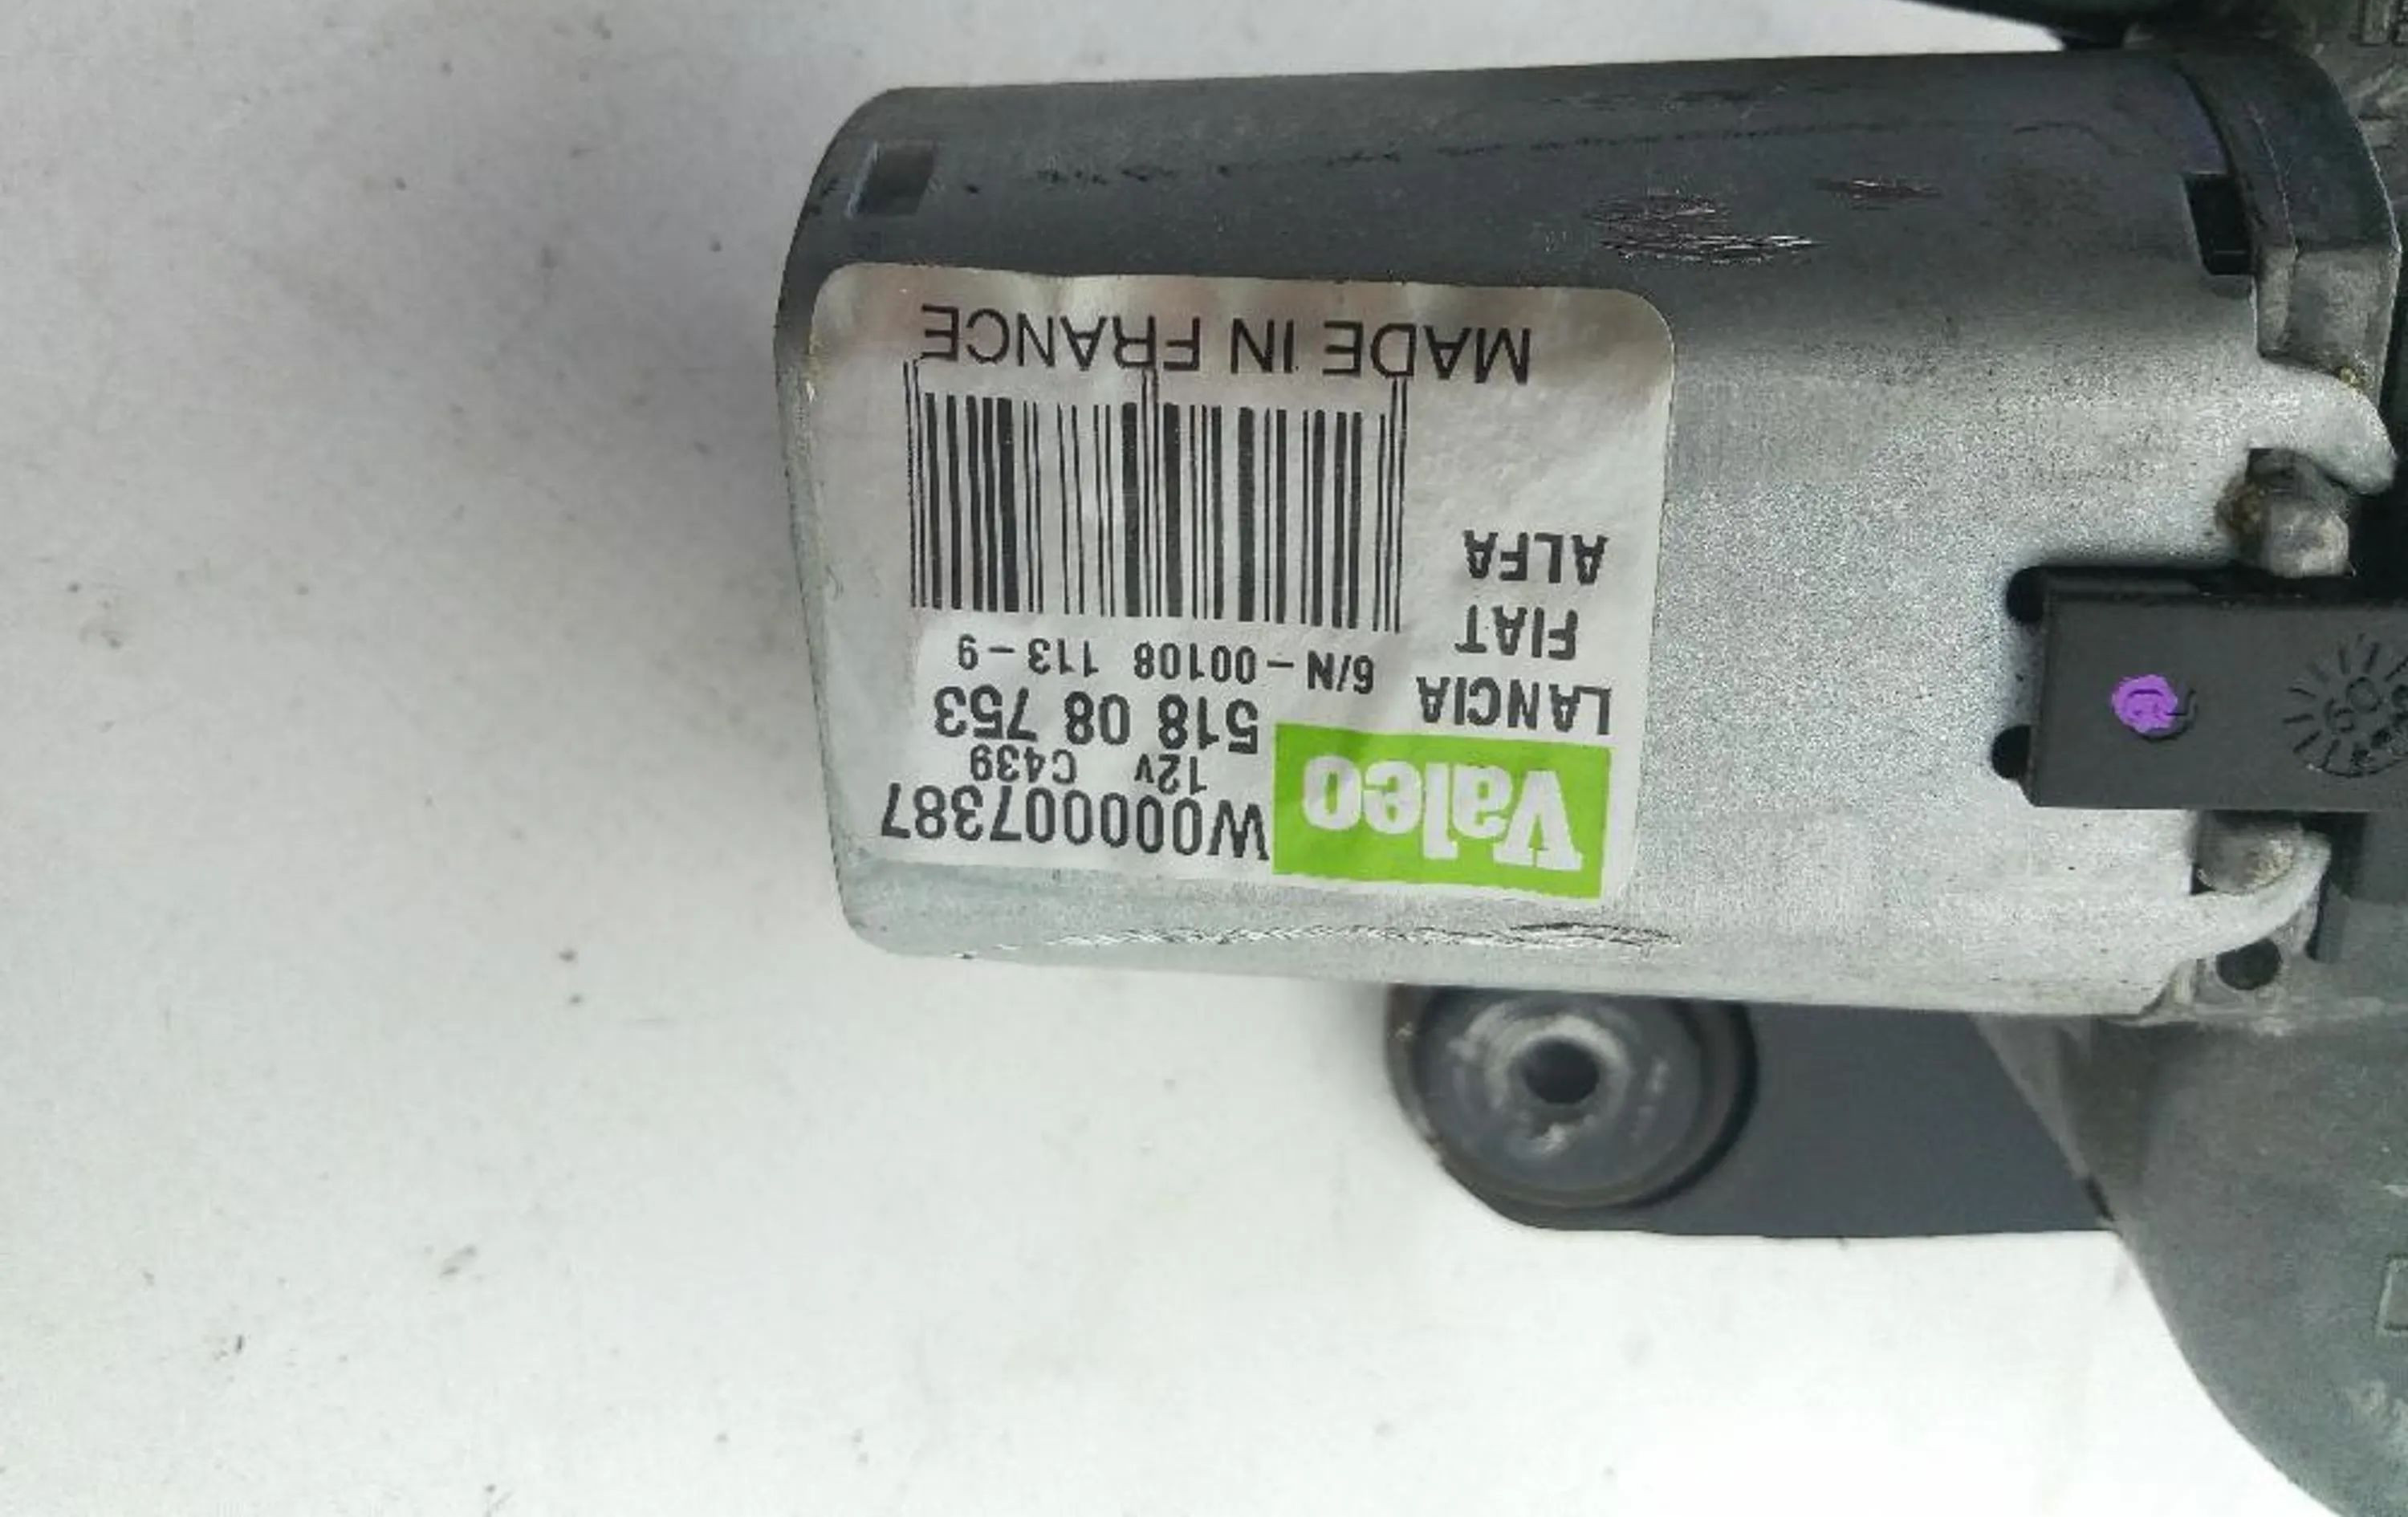 Valeo W000007387
12v C439
518 08 753
LANCIA 6/N-00108 113-9
FIAT
ALFA
MADE IN FRANCE